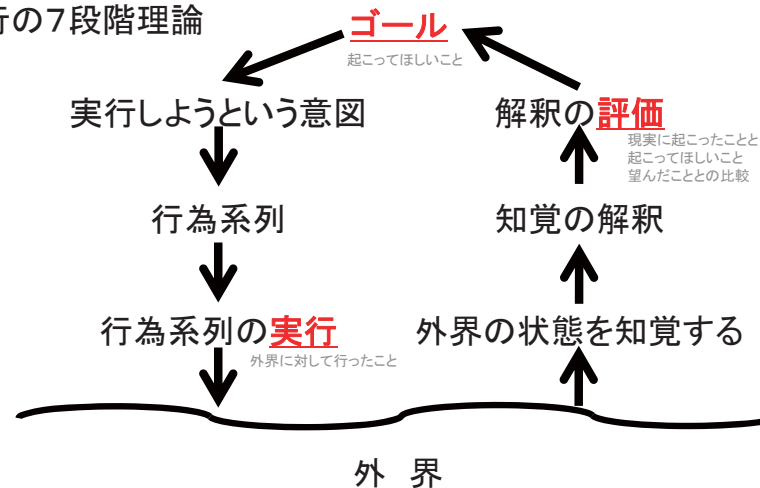 行の7段階理論
ゴール
起こってほしいこと
実行しようという意図
解釈の評価
現実に起こったことと
起こってほしいこと
望んだこととの比較
行為系列
知覚の解釈
行為系列の実行
外界に対して行ったこと
外界の状態を知覚する
外 界